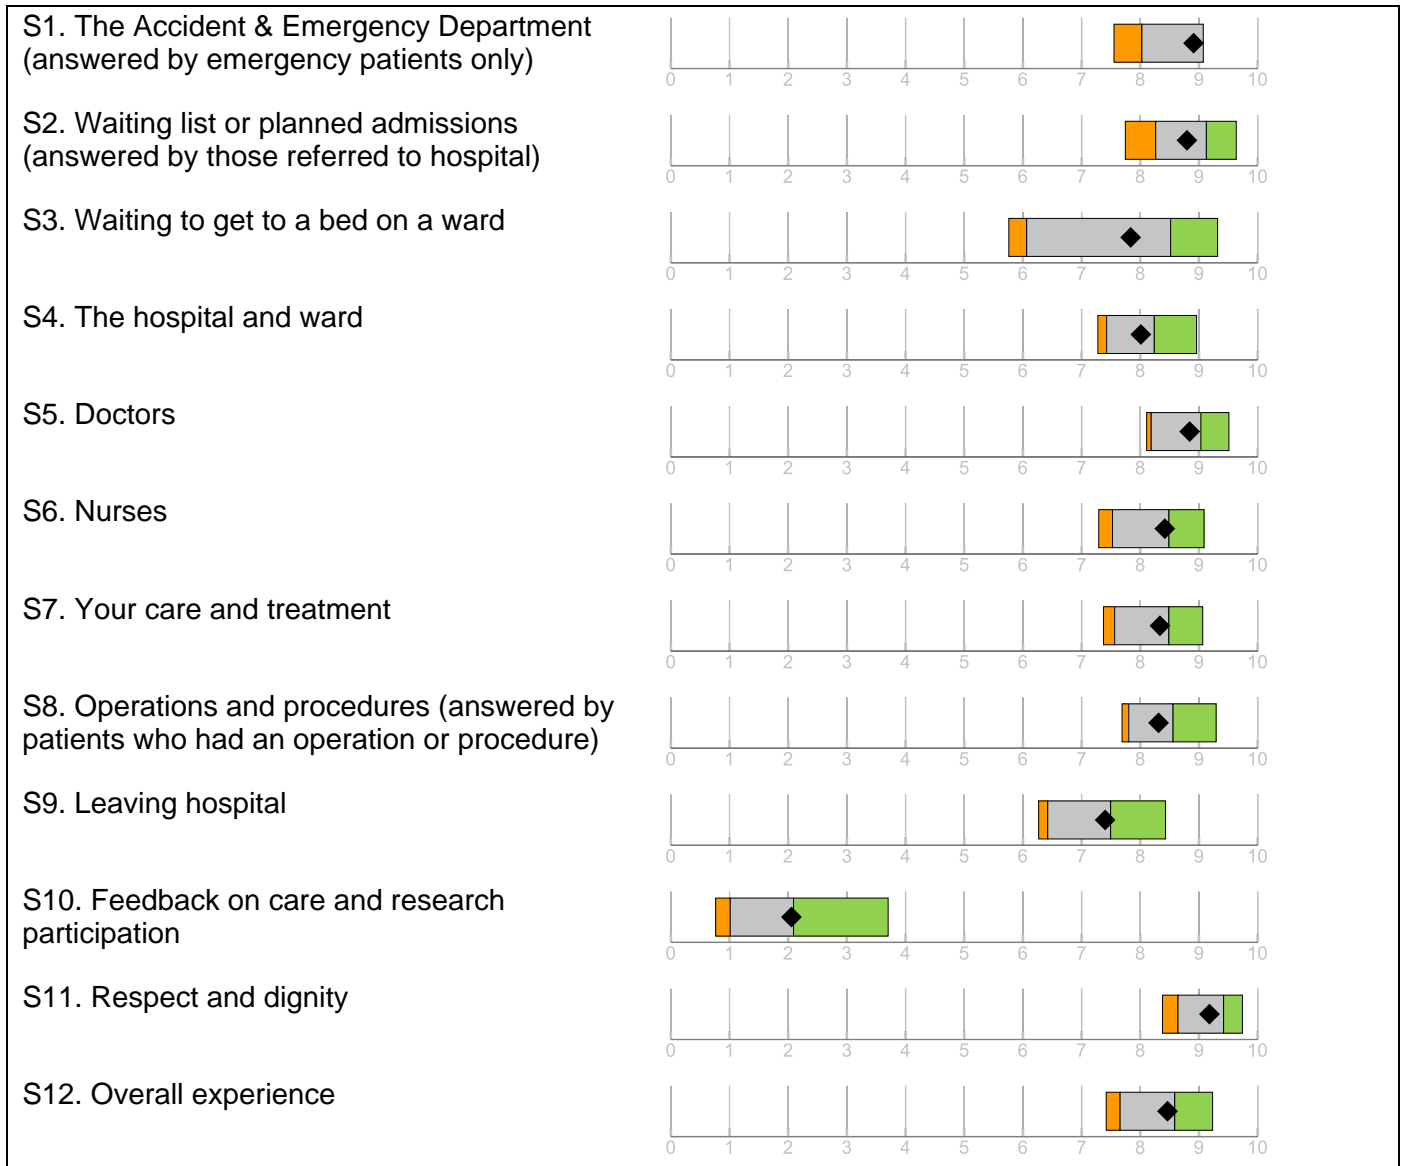 S1. The Accident & Emergency Department
(answered by emergency patients only)
0 1 2 3 4 5 6 7 8 9 10
S2. Waiting list or planned admissions
(answered by those referred to hospital)
0 1 2 3 4 5 6 7 8 9 10
S3. Waiting to get to a bed on a ward
0 1 2 3 4 5 6 7 8 9 10
S4. The hospital and ward
0 1 2 3 4 5 6 7 8 9 10
S5. Doctors
0 1 2 3 4 5 6 7 8 9 10
S6. Nurses
0 1 2 3 4 5 6 7 8 9 10
S7. Your care and treatment
0 1 2 3 4 5 6 7 8 9 10
S8. Operations and procedures (answered by
patients who had an operation or procedure)
0 1 2 3 4 5 6 7 8 9 10
S9. Leaving hospital
0 1 2 3 4 5 6 7 8 9 10
S10. Feedback on care and research
participation
0 1 2 3 4 5 6 7 8 9 10
S11. Respect and dignity
0 1 2 3 4 5 6 7 8 9 10
S12. Overall experience
0 1 2 3 4 5 6 7 8 9 10